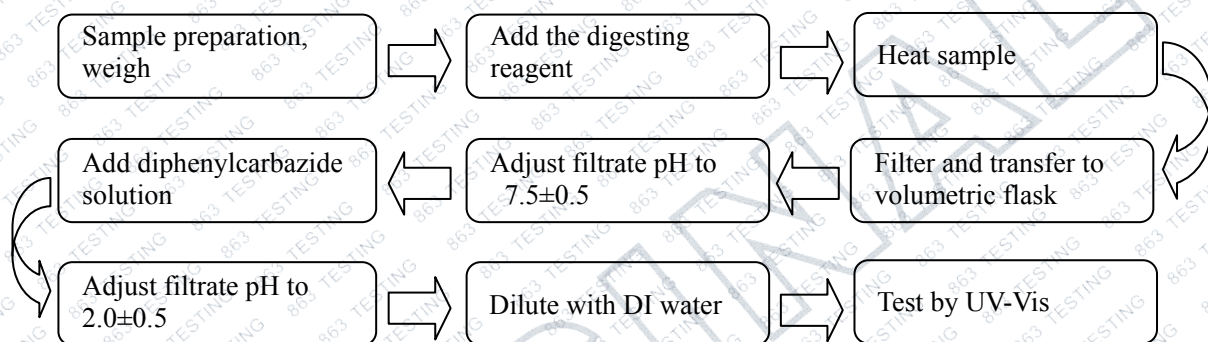 Sample preparation,
weigh
Add the digesting
reagent
Heat sample
Filter and transfer to
volumetric flask
Adjust filtrate pH to
7.5±0.5
Add diphenylcarbazide
solution
Adjust filtrate pH to
2.0±0.5
Dilute with DI water
Test by UV-Vis
863 TESTING